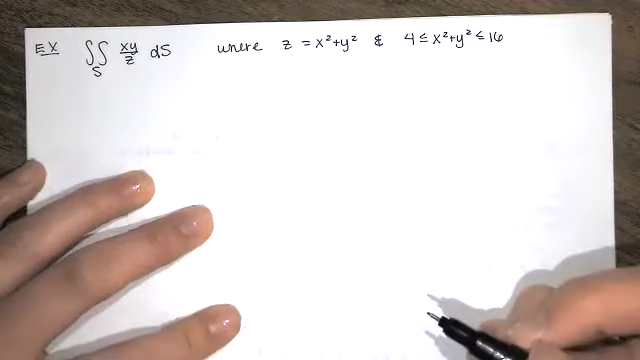 EX ∬_S xy/z dS where z = x²+y² & 4 ≤ x²+y² ≤ 16